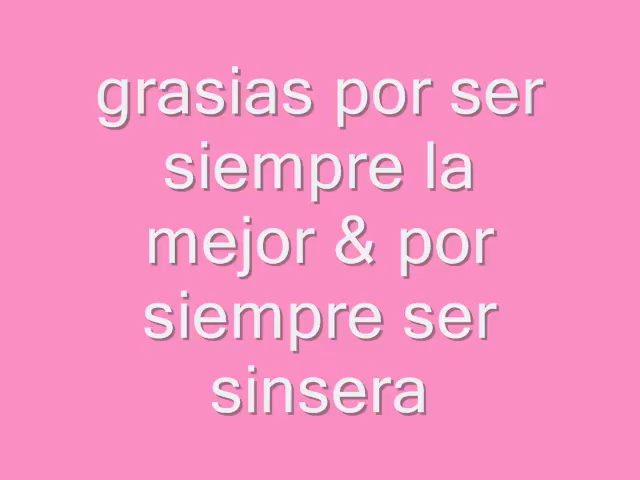 grasias por ser
siempre la
mejor & por
siempre ser
sinsera